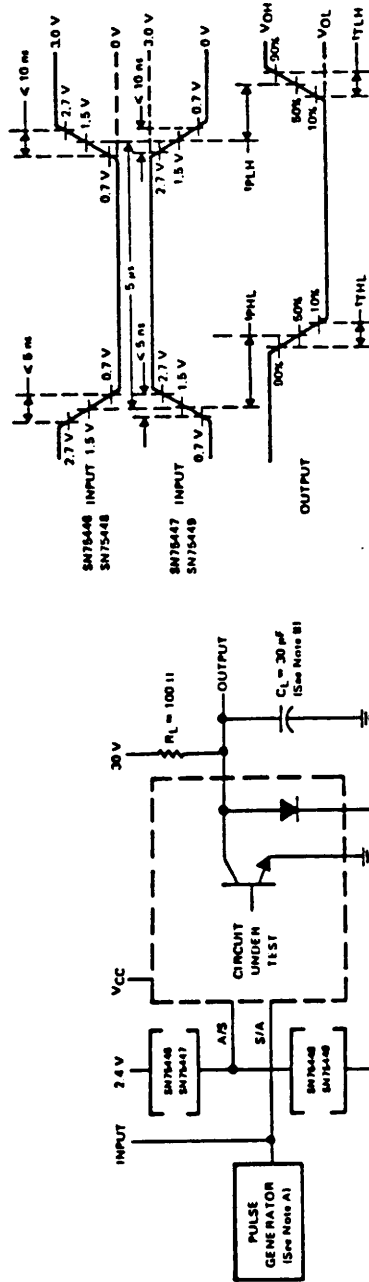 INPUT
2.4 V
VCC
30 V
RL = 100 Ω
SN75446
SN75447
A/S
S/A
PULSE
GENERATOR
(See Note A)
SN75448
SN75449
CIRCUIT
UNDER
TEST
OUTPUT
CL = 30 pF
(See Note B)
< 5 ns
< 10 ns
3.0 V
2.7 V
2.7 V
SN75446 INPUT 1.5 V
1.5 V
SN75448
0.7 V
0.7 V
0 V
5 µs
< 5 ns
< 10 ns
3.0 V
2.7 V
2.7 V
SN75447 INPUT
1.5 V
1.5 V
SN75449
0.7 V
0.7 V
0 V
tPHL
tPLH
VOH
90%
90%
OUTPUT
50%
50%
10%
10%
VOL
tTHL
tTLH